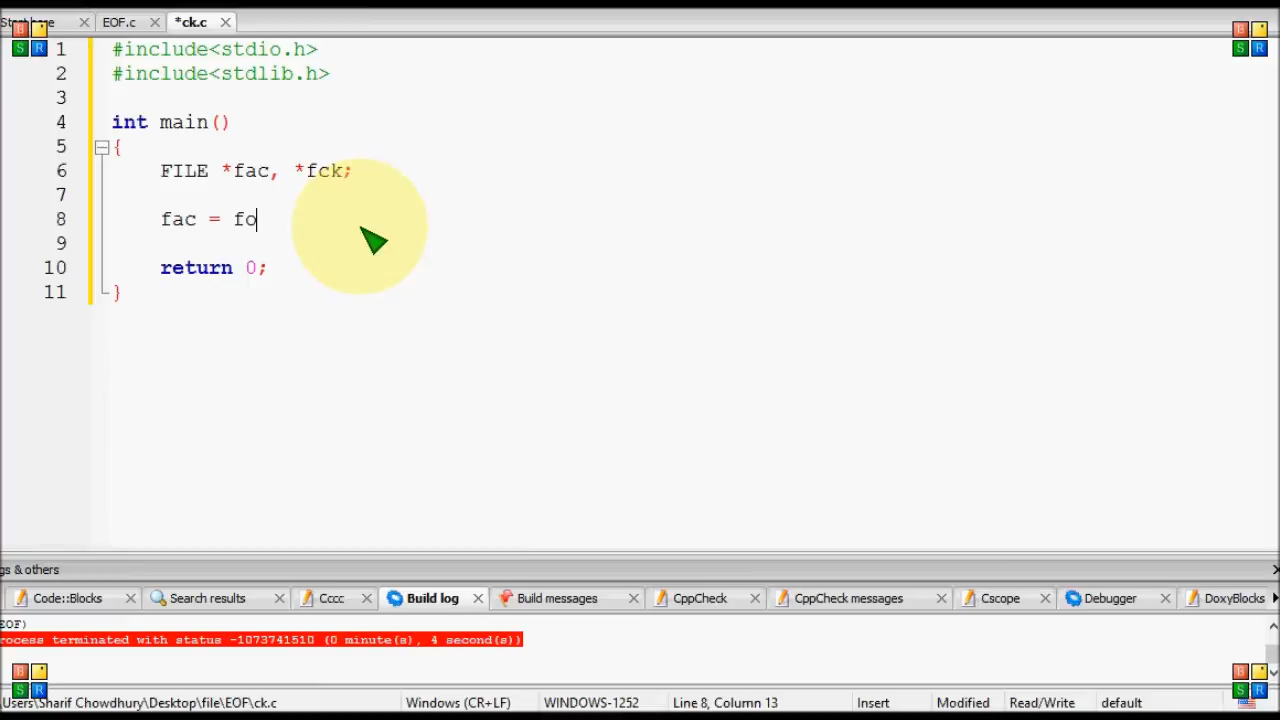 Start here EOF.c *ck.c
B
S R
B
S R
1 #include<stdio.h>
2 #include<stdlib.h>
3
4 int main()
5 {
6 FILE *fac, *fck;
7
8 fac = fo
9
10 return 0;
11 }
gs & others
Code::Blocks Search results Cccc Build log Build messages CppCheck CppCheck messages Cscope Debugger DoxyBlocks
EOF)
rocess terminated with status -1073741510 (0 minute(s), 4 second(s))
B
S R
B
S R
\Users\Sharif Chowdhury\Desktop\file\EOF\ck.c Windows (CR+LF) WINDOWS-1252 Line 8, Column 13 Insert Modified Read/Write default